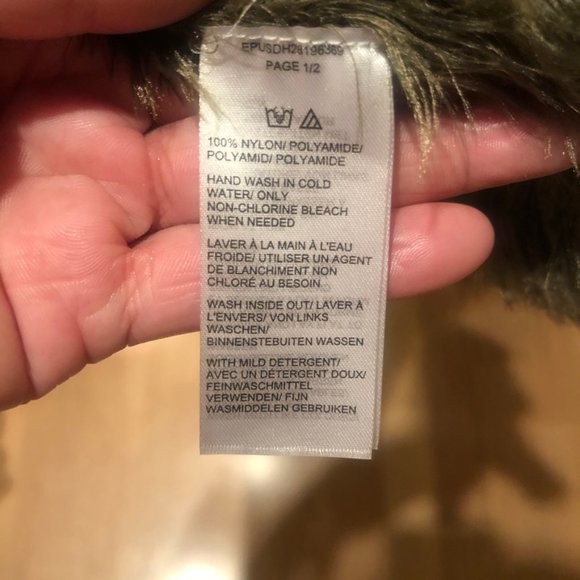 EPUSDH28196369
PAGE 1/2
100% NYLON/ POLYAMIDE/
POLYAMID/ POLYAMIDE
HAND WASH IN COLD
WATER/ ONLY
NON-CHLORINE BLEACH
WHEN NEEDED
LAVER À LA MAIN À L'EAU
FROIDE/ UTILISER UN AGENT
DE BLANCHIMENT NON
CHLORÉ AU BESOIN
WASH INSIDE OUT/ LAVER À
L'ENVERS/ VON LINKS
WASCHEN/
BINNENSTEBUITEN WASSEN
WITH MILD DETERGENT/
AVEC UN DÉTERGENT DOUX/
FEINWASCHMITTEL
VERWENDEN/ FIJN
WASMIDDELEN GEBRUIKEN